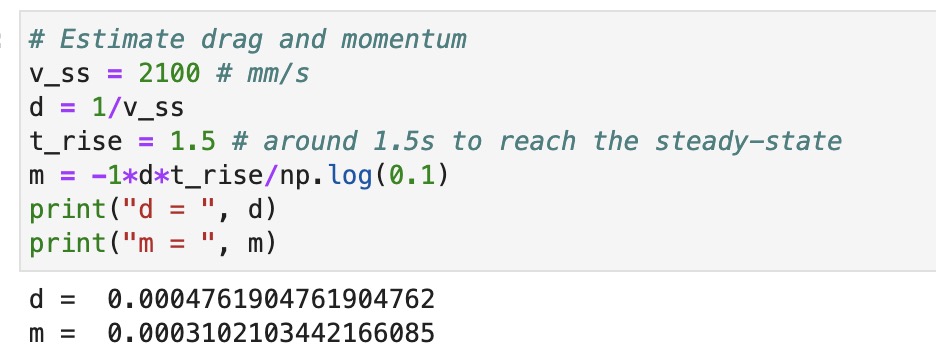 # Estimate drag and momentum
v_ss = 2100 # mm/s
d = 1/v_ss
t_rise = 1.5 # around 1.5s to reach the steady-state
m = -1*d*t_rise/np.log(0.1)
print("d = ", d)
print("m = ", m)
d =  0.0004761904761904762
m =  0.0003102103442166085